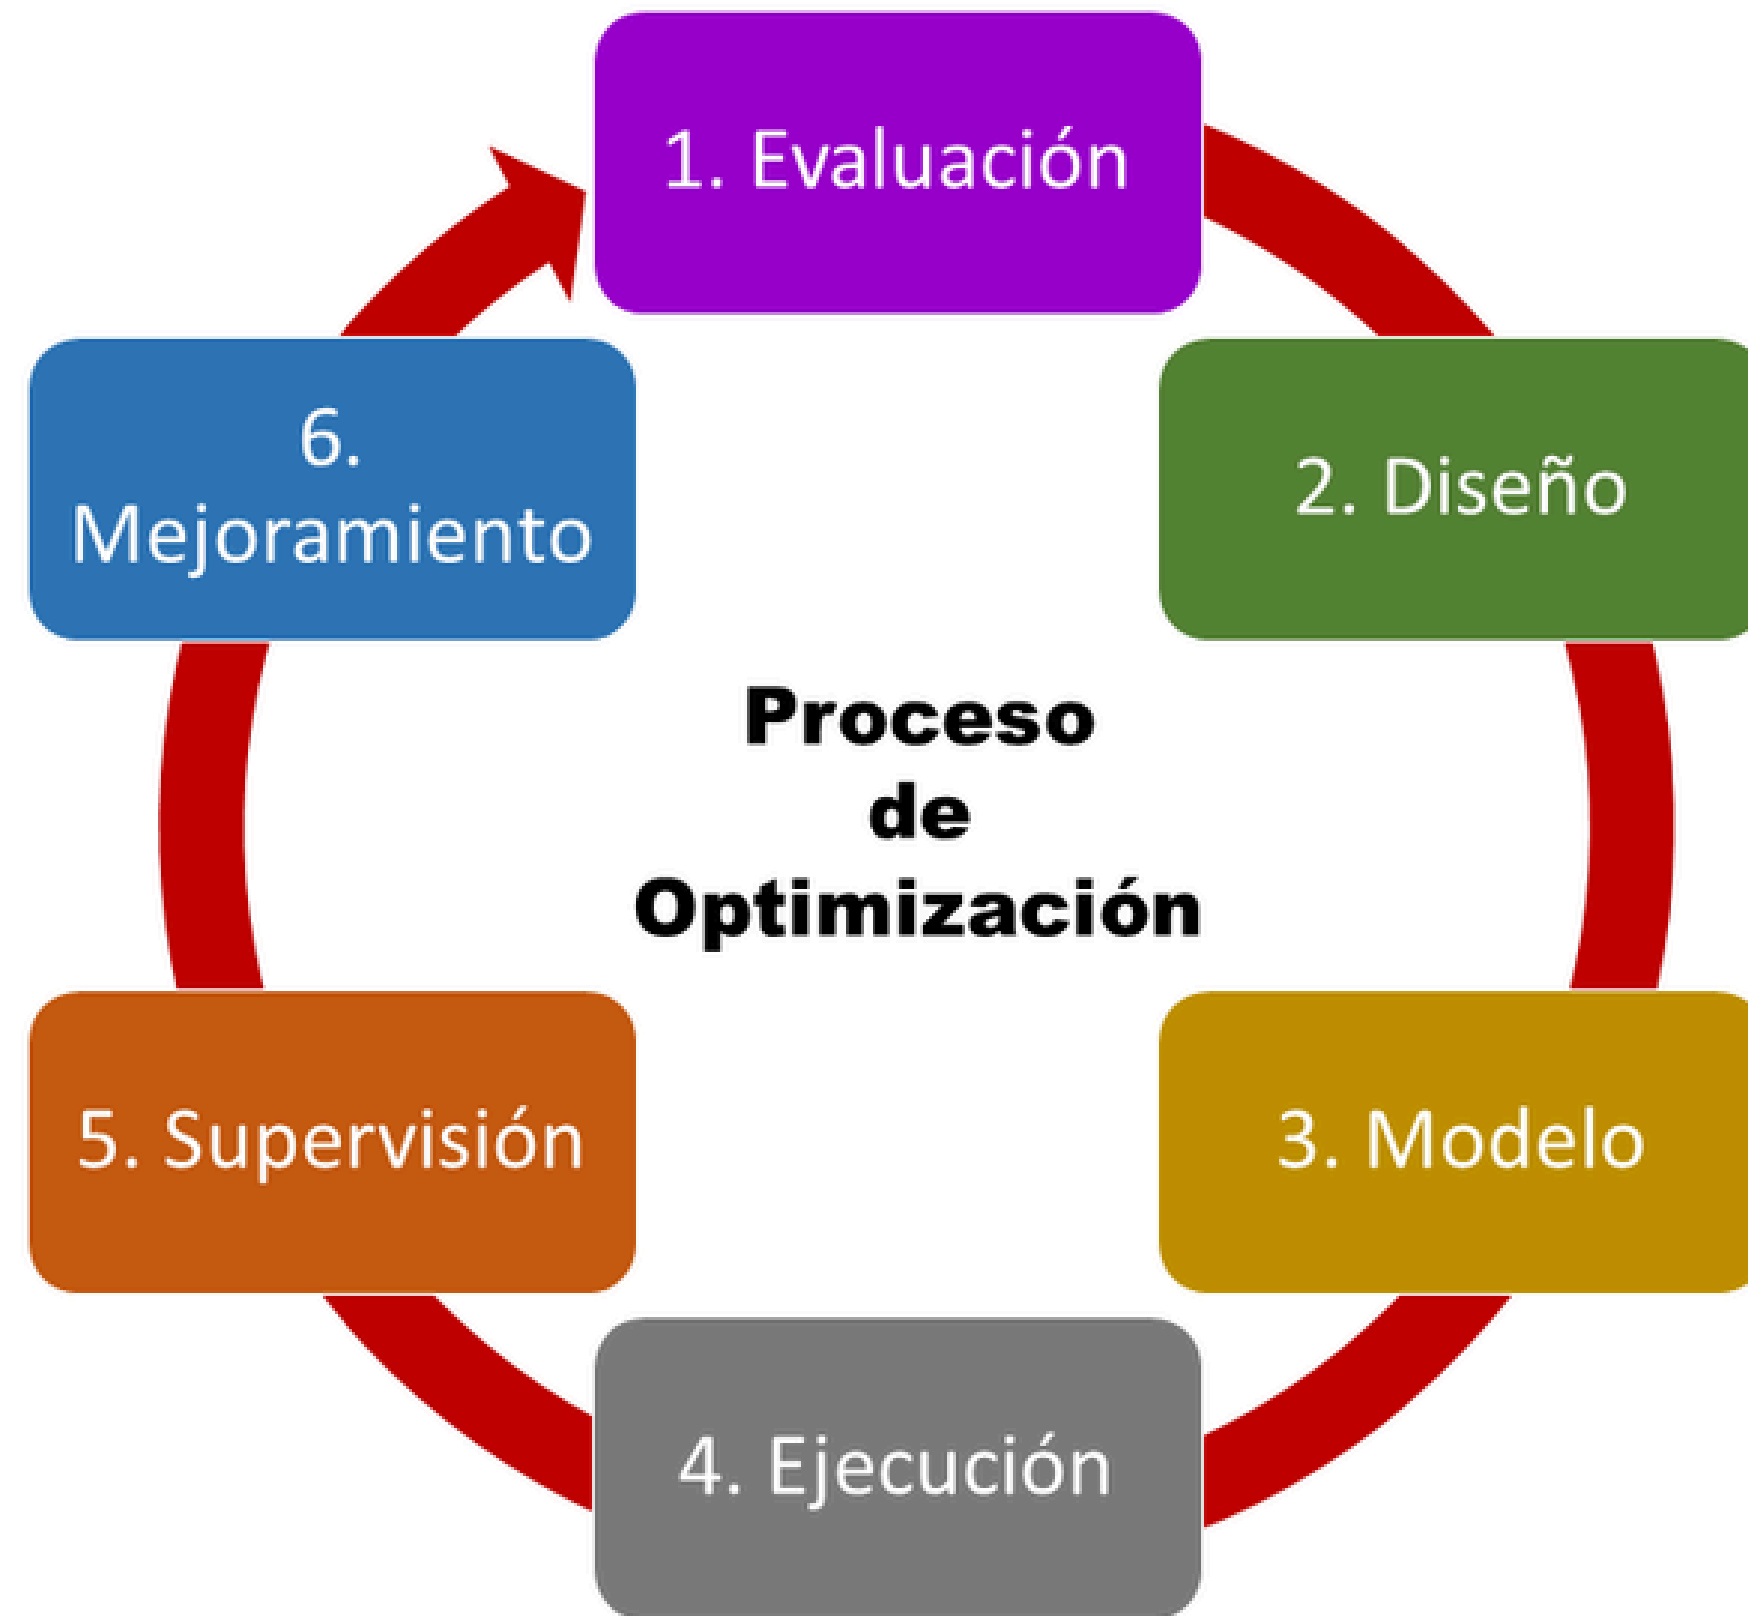 1. Evaluación
2. Diseño
3. Modelo
4. Ejecución
5. Supervisión
6.
Mejoramiento
Proceso
de
Optimización